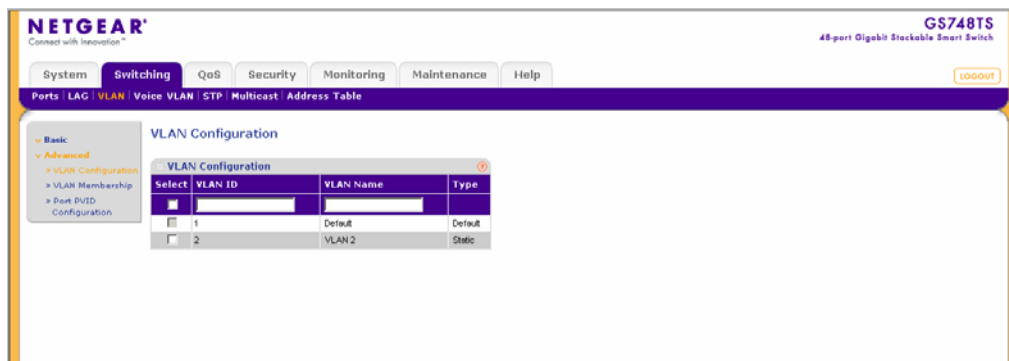 NETGEAR®
Connect with Innovation™
GS748TS
48-port Gigabit Stackable Smart Switch
System Switching QoS Security Monitoring Maintenance Help LOGOUT
Ports LAG VLAN Voice VLAN STP Multicast Address Table
Basic
Advanced
» VLAN Configuration
» VLAN Membership
» Port PVID
Configuration
VLAN Configuration
VLAN Configuration
Select VLAN ID VLAN Name Type
1 Default Default
2 VLAN 2 Static